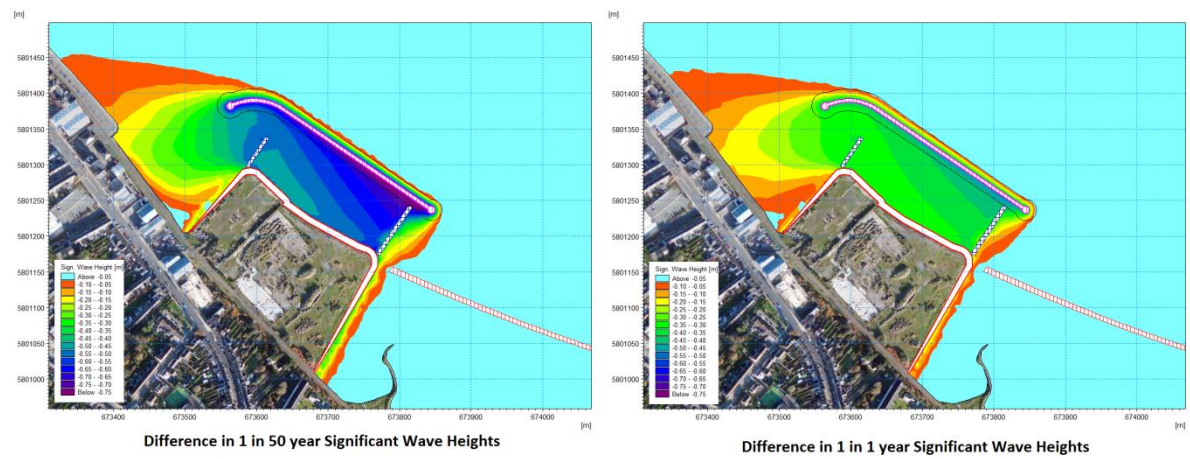 [m]
5801450
5801400
5801350
5801300
5801250
5801200
5801150
5801100
5801050
5801000
Sign. Wave Height [m]
Above -0.05
-0.10 - -0.05
-0.15 - -0.10
-0.20 - -0.15
-0.25 - -0.20
-0.30 - -0.25
-0.35 - -0.30
-0.40 - -0.35
-0.45 - -0.40
-0.50 - -0.45
-0.55 - -0.50
-0.60 - -0.55
-0.65 - -0.60
-0.70 - -0.65
-0.75 - -0.70
Below -0.75
673400 673500 673600 673700 673800 673900 674000
[m]
Difference in 1 in 50 year Significant Wave Heights
[m]
5801450
5801400
5801350
5801300
5801250
5801200
5801150
5801100
5801050
5801000
Sign. Wave Height [m]
Above -0.05
-0.10 - -0.05
-0.15 - -0.10
-0.20 - -0.15
-0.25 - -0.20
-0.30 - -0.25
-0.35 - -0.30
-0.40 - -0.35
-0.45 - -0.40
-0.50 - -0.45
-0.55 - -0.50
-0.60 - -0.55
-0.65 - -0.60
-0.70 - -0.65
-0.75 - -0.70
Below -0.75
673400 673500 673600 673700 673800 673900 674000
[m]
Difference in 1 in 1 year Significant Wave Heights